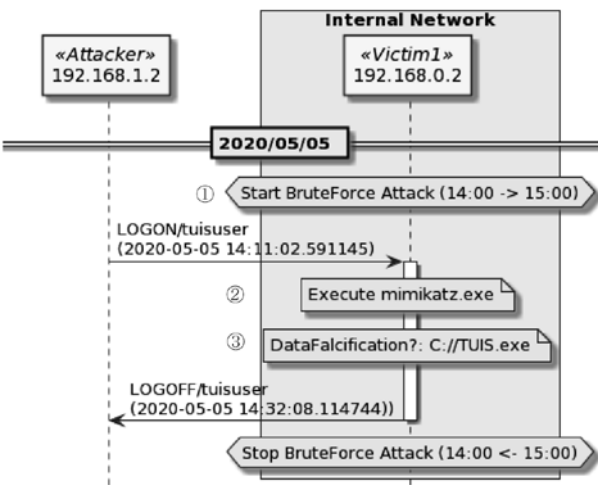 Internal Network
«Attacker»
192.168.1.2
«Victim1»
192.168.0.2
2020/05/05
① Start BruteForce Attack (14:00 -> 15:00)
LOGON/tuisuser
(2020-05-05 14:11:02.591145)
② Execute mimikatz.exe
③ DataFalcification?: C://TUIS.exe
LOGOFF/tuisuser
(2020-05-05 14:32:08.114744))
Stop BruteForce Attack (14:00 <- 15:00)